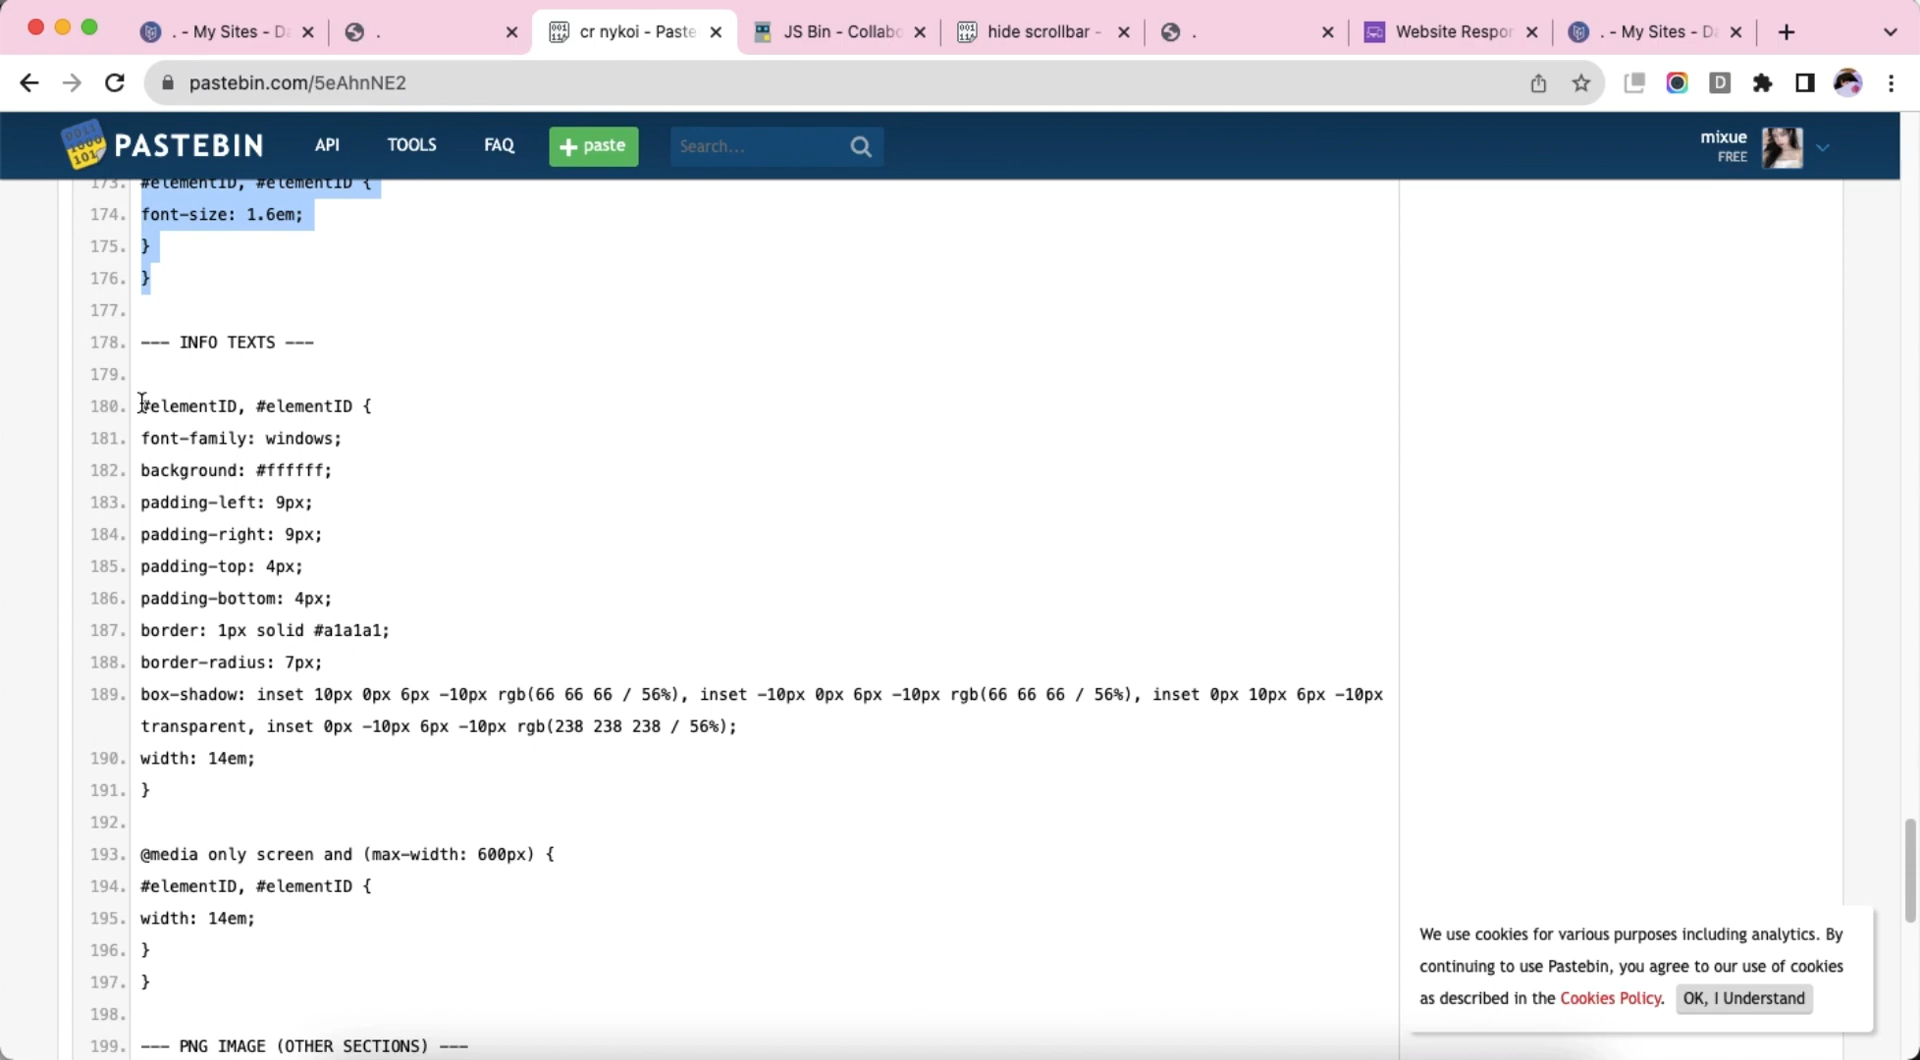 . - My Sites - Da
.
cr nykoi - Paste
JS Bin - Collabo
hide scrollbar -
.
Website Respor
. - My Sites - Da
pastebin.com/5eAhnNE2
D
PASTEBIN
API
TOOLS
FAQ
+ paste
Search...
mixue
FREE
173. #elementID, #elementID {
174. font-size: 1.6em;
175. }
176. }
177.
178. --- INFO TEXTS ---
179.
180. #elementID, #elementID {
181. font-family: windows;
182. background: #ffffff;
183. padding-left: 9px;
184. padding-right: 9px;
185. padding-top: 4px;
186. padding-bottom: 4px;
187. border: 1px solid #a1a1a1;
188. border-radius: 7px;
189. box-shadow: inset 10px 0px 6px -10px rgb(66 66 66 / 56%), inset -10px 0px 6px -10px rgb(66 66 66 / 56%), inset 0px 10px 6px -10px
transparent, inset 0px -10px 6px -10px rgb(238 238 238 / 56%);
190. width: 14em;
191. }
192.
193. @media only screen and (max-width: 600px) {
194. #elementID, #elementID {
195. width: 14em;
196. }
197. }
198.
199. --- PNG IMAGE (OTHER SECTIONS) ---
We use cookies for various purposes including analytics. By
continuing to use Pastebin, you agree to our use of cookies
as described in the Cookies Policy. OK, I Understand